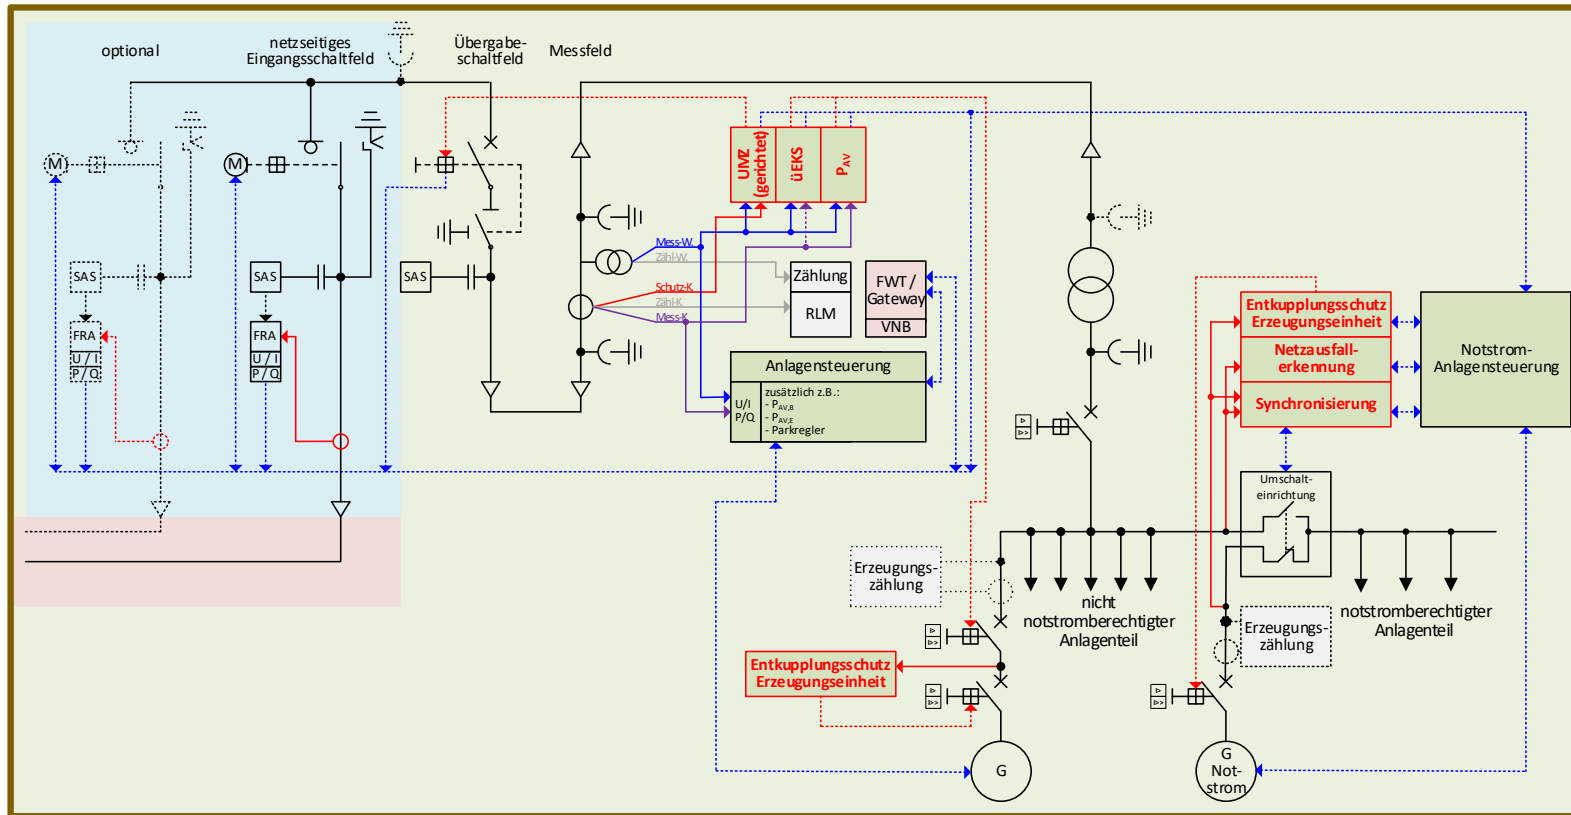 optional
netzseitiges
Eingangsschaltfeld
Übergabe-
schaltfeld
Messfeld
M
M
SAS
SAS
SAS
FRA
U / I
P / Q
FRA
U / I
P / Q
UMZ
(gerichtet)
üEKS
PAV
Mess-W.
Zähl-W.
Schutz-K.
Zähl-K.
Mess-K.
Zählung
RLM
FWT /
Gateway
VNB
Anlagensteuerung
U/I
P/Q
zusätzlich z.B.:
- PAV,B
- PAV,E
- Parkregler
Entkupplungsschutz
Erzeugungseinheit
Netzausfall-
erkennung
Synchronisierung
Notstrom-
Anlagensteuerung
Umschalt-
einrichtung
Erzeugungs-
zählung
nicht
notstromberechtigter
Anlagenteil
notstromberechtigter
Anlagenteil
Erzeugungs-
zählung
Entkupplungsschutz
Erzeugungseinheit
G
G
Not-
strom